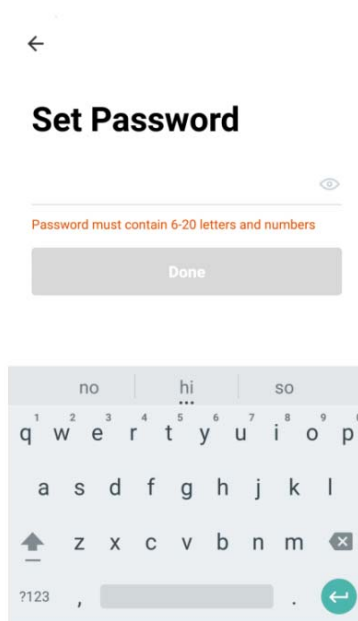 Set Password
Password must contain 6-20 letters and numbers
Done
no hi so
1 2 3 4 5 6 7 8 9 0
q w e r t y u i o p
a s d f g h j k l
z x c v b n m
?123 , .